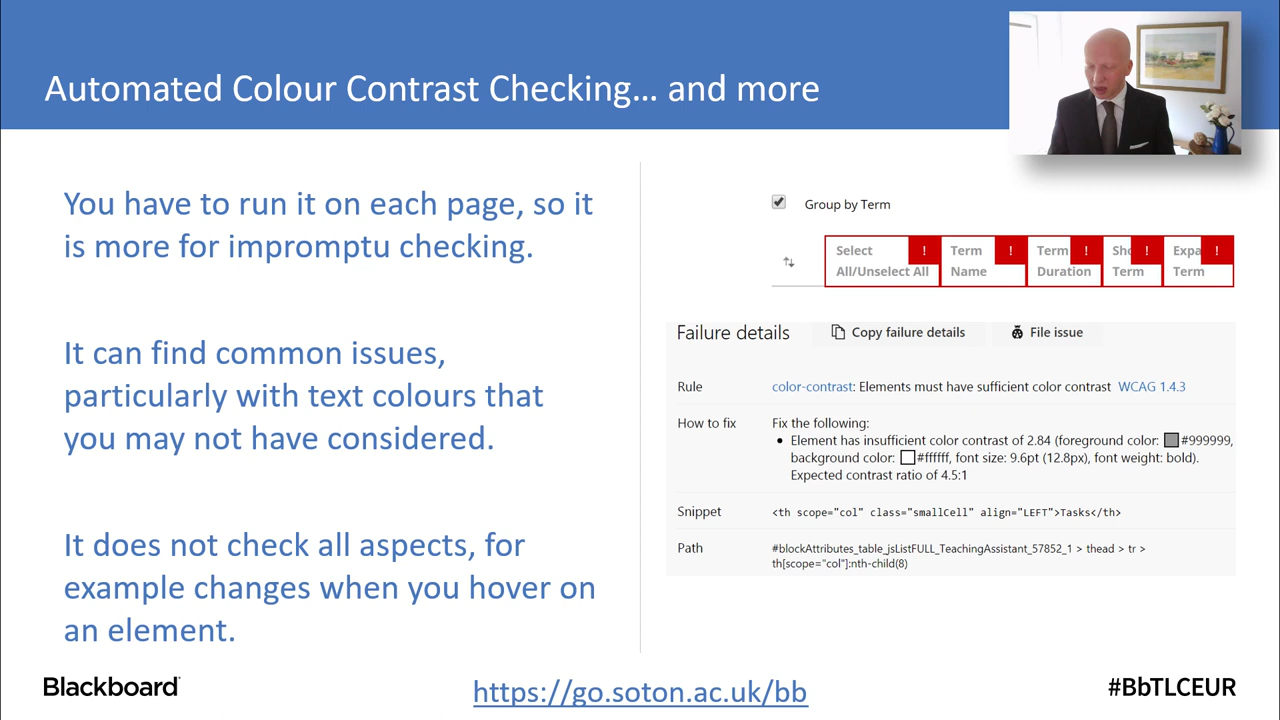 Automated Colour Contrast Checking... and more
You have to run it on each page, so it
is more for impromptu checking.
It can find common issues,
particularly with text colours that
you may not have considered.
It does not check all aspects, for
example changes when you hover on
an element.
Group by Term
Select
All/Unselect All
!
Term
Name
!
Term
Duration
!
Sho
Term
!
Expa
Term
!
Failure details
Copy failure details
File issue
Rule
color-contrast: Elements must have sufficient color contrast WCAG 1.4.3
How to fix
Fix the following:
• Element has insufficient color contrast of 2.84 (foreground color: #999999,
background color: #ffffff, font size: 9.6pt (12.8px), font weight: bold).
Expected contrast ratio of 4.5:1
Snippet
<th scope="col" class="smallCell" align="LEFT">Tasks</th>
Path
#blockAttributes_table_jsListFULL_TeachingAssistant_57852_1 > thead > tr >
th[scope="col"]:nth-child(8)
Blackboard
https://go.soton.ac.uk/bb
#BbTLCEUR